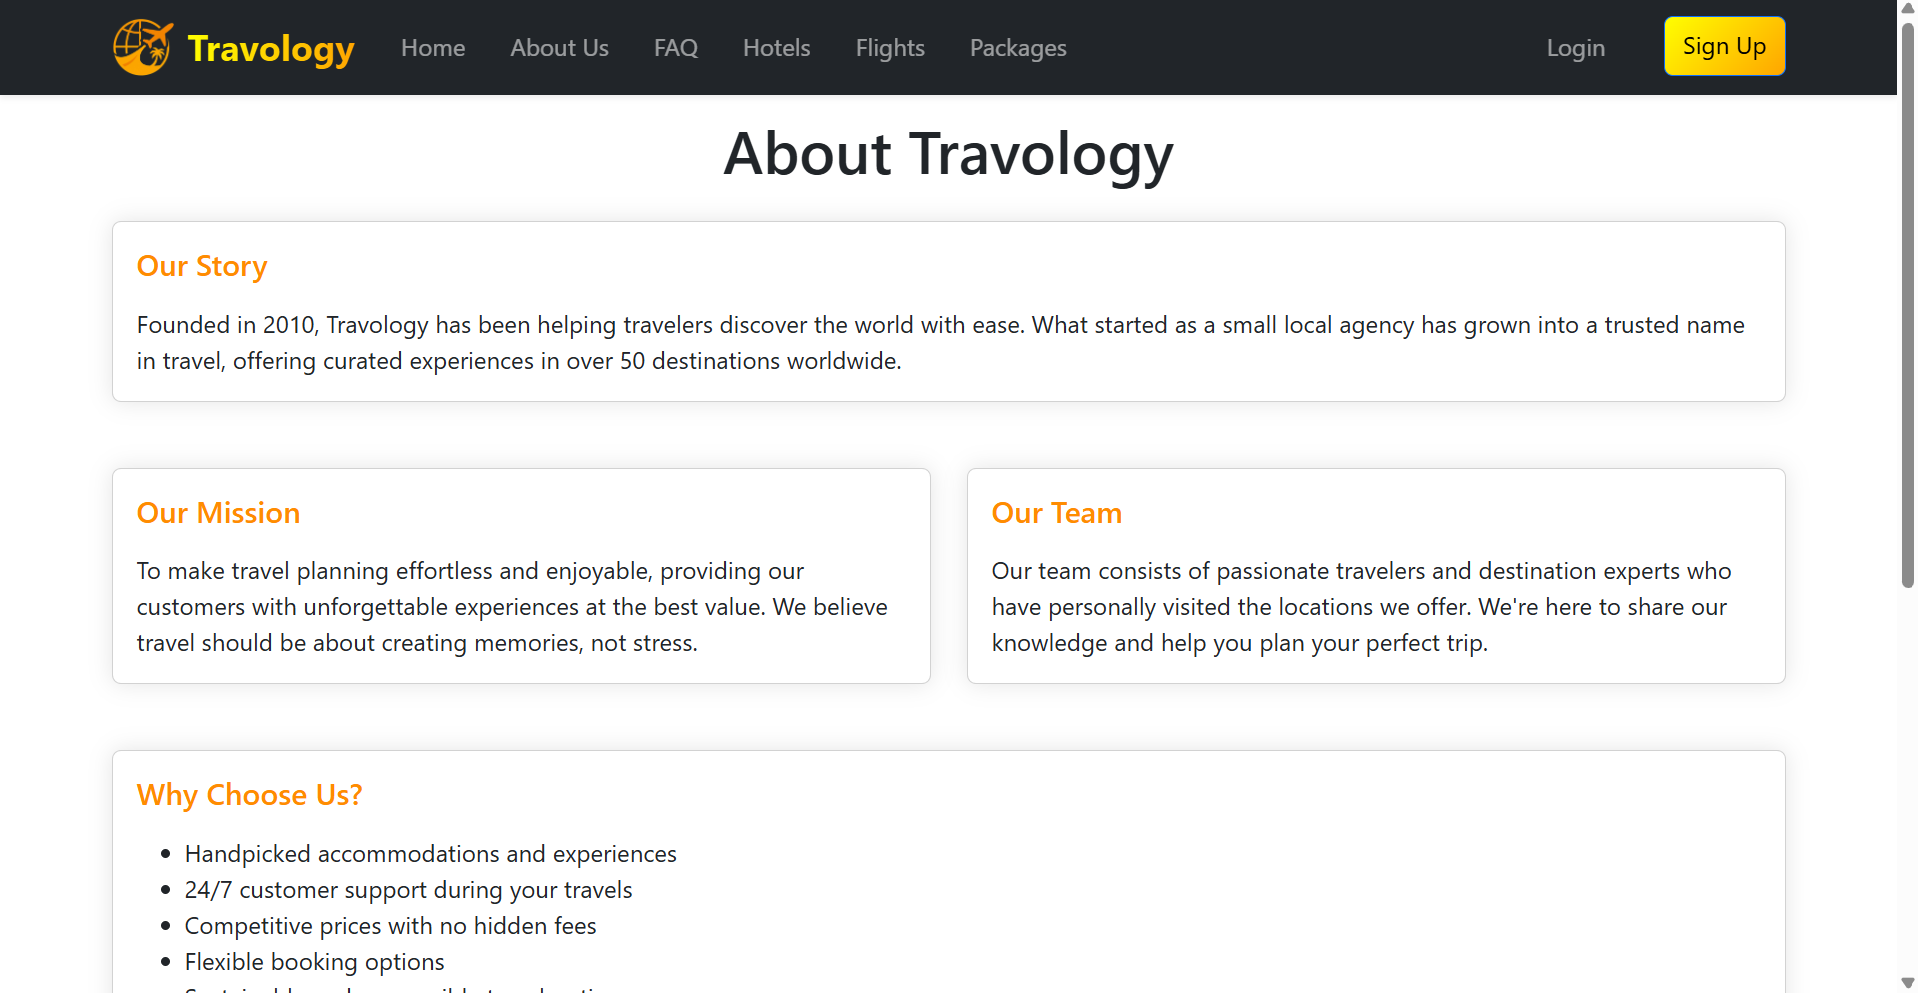 Travology Home About Us FAQ Hotels Flights Packages Login Sign Up
About Travology
Our Story
Founded in 2010, Travology has been helping travelers discover the world with ease. What started as a small local agency has grown into a trusted name
in travel, offering curated experiences in over 50 destinations worldwide.
Our Mission
To make travel planning effortless and enjoyable, providing our
customers with unforgettable experiences at the best value. We believe
travel should be about creating memories, not stress.
Our Team
Our team consists of passionate travelers and destination experts who
have personally visited the locations we offer. We're here to share our
knowledge and help you plan your perfect trip.
Why Choose Us?
Handpicked accommodations and experiences
24/7 customer support during your travels
Competitive prices with no hidden fees
Flexible booking options